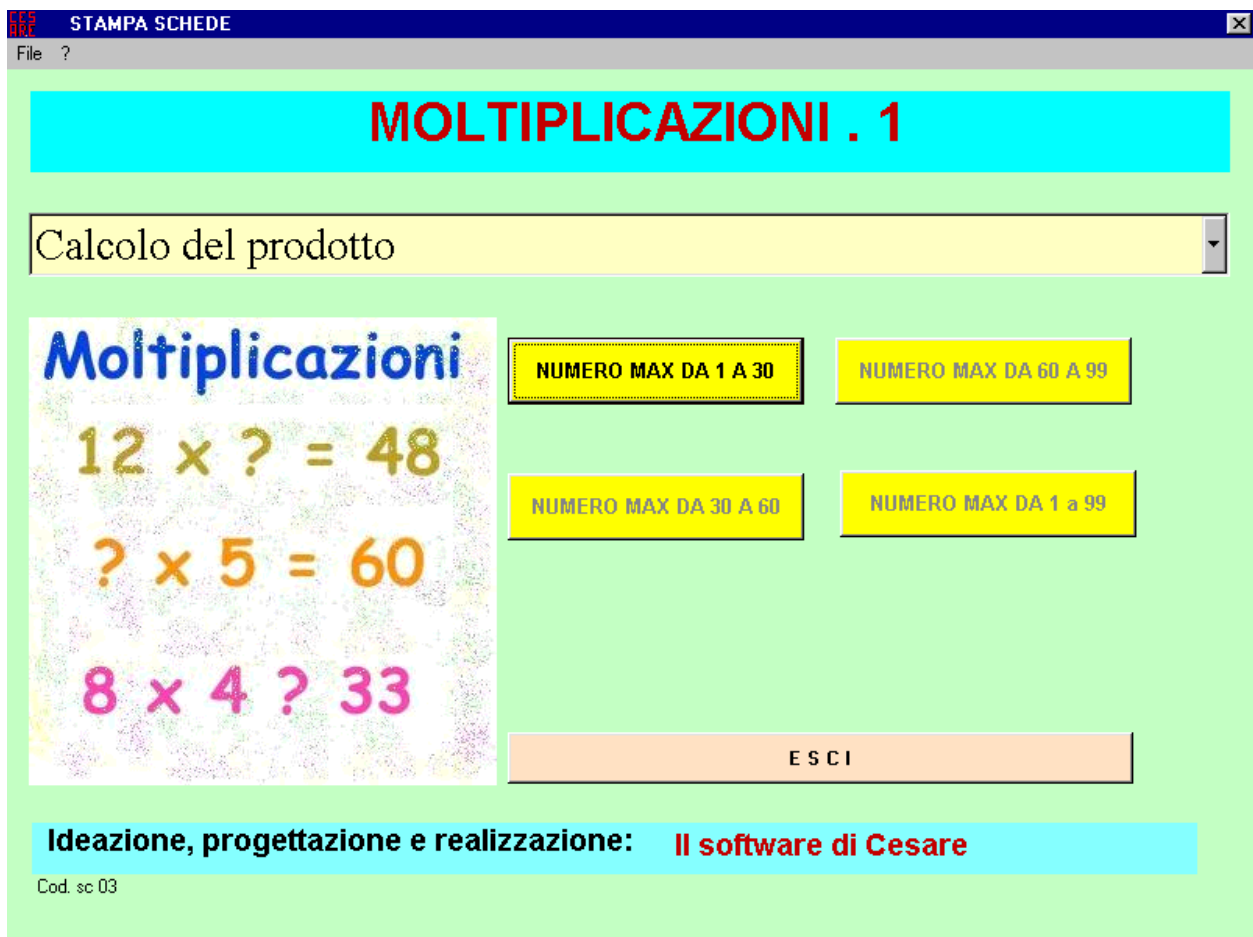 CES
ARE
STAMPA SCHEDE
File ?
MOLTIPLICAZIONI . 1
Calcolo del prodotto
Moltiplicazioni
12 x ? = 48
? x 5 = 60
8 x 4 ? 33
NUMERO MAX DA 1 A 30
NUMERO MAX DA 60 A 99
NUMERO MAX DA 30 A 60
NUMERO MAX DA 1 a 99
E S C I
Ideazione, progettazione e realizzazione: Il software di Cesare
Cod. sc 03